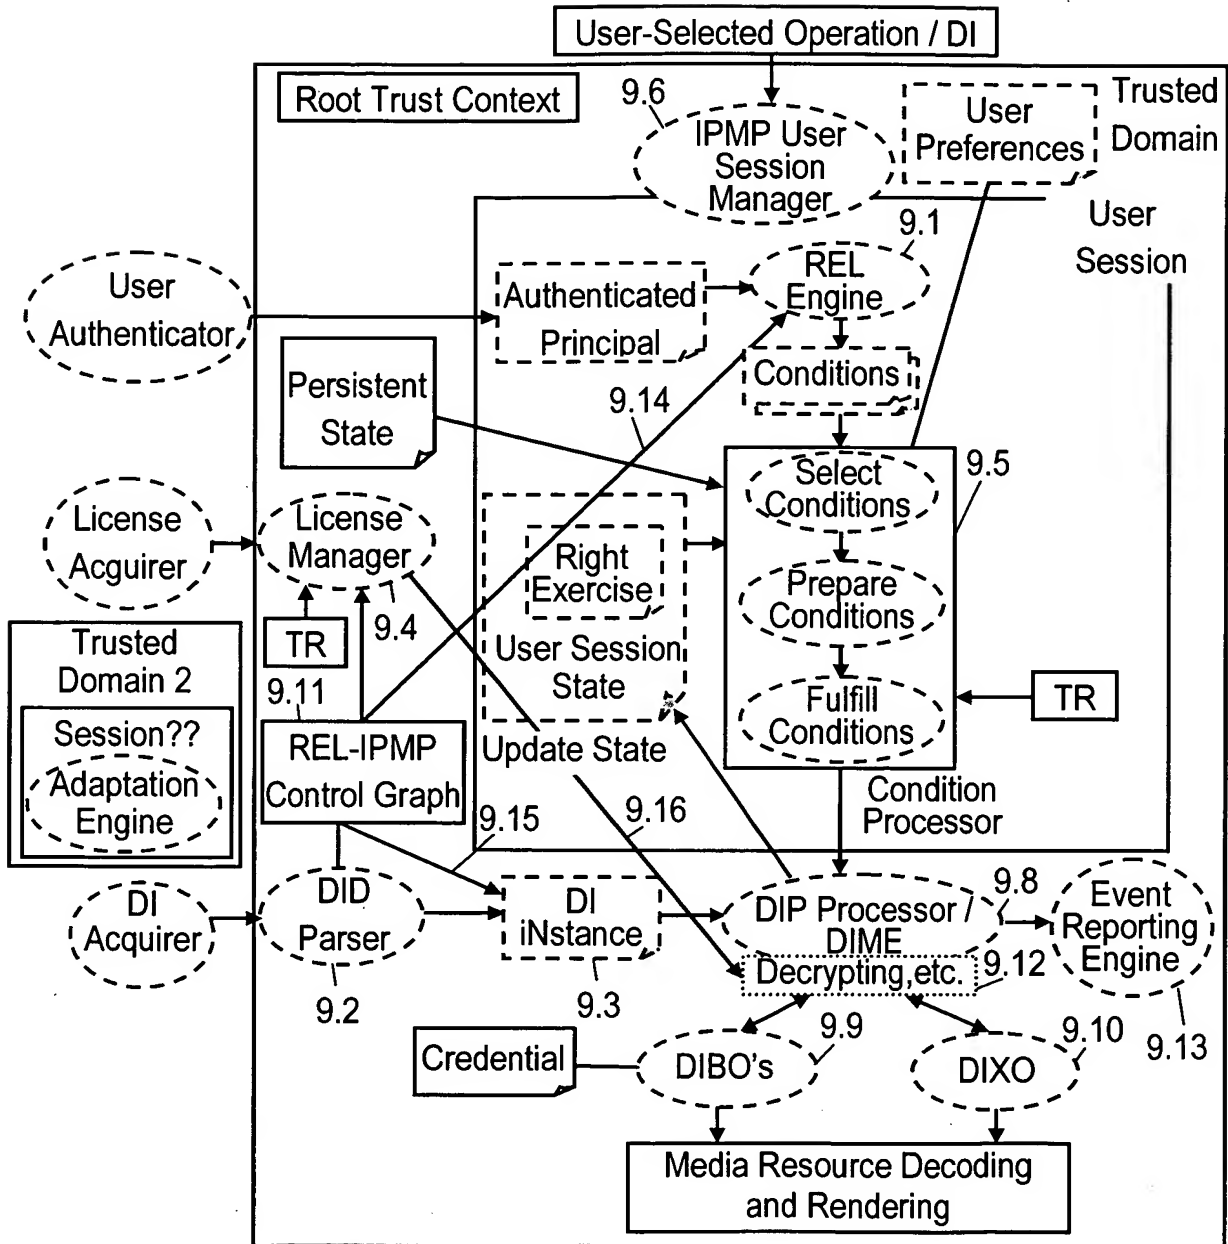 User-Selected Operation / DI
Root Trust Context
9.6
IPMP User
Session
Manager
User
Preferences
Trusted
Domain
User
Session
9.1
REL
Engine
User
Authenticator
Authenticated
Principal
Conditions
Persistent
State
9.14
9.5
Select
Conditions
License
Acguirer
License
Manager
Right
Exercise
Prepare
Conditions
9.4
TR
User Session
State
Fulfill
Conditions
TR
Trusted
Domain 2
Session??
Adaptation
Engine
9.11
REL-IPMP
Control Graph
Update State
Condition
Processor
9.15
9.16
DI
Acquirer
DID
Parser
9.2
DI
iNstance
9.3
DIP Processor /
DIME
Decrypting,etc.
9.8
9.12
Event
Reporting
Engine
9.13
Credential
DIBO's
9.9
DIXO
9.10
Media Resource Decoding
and Rendering